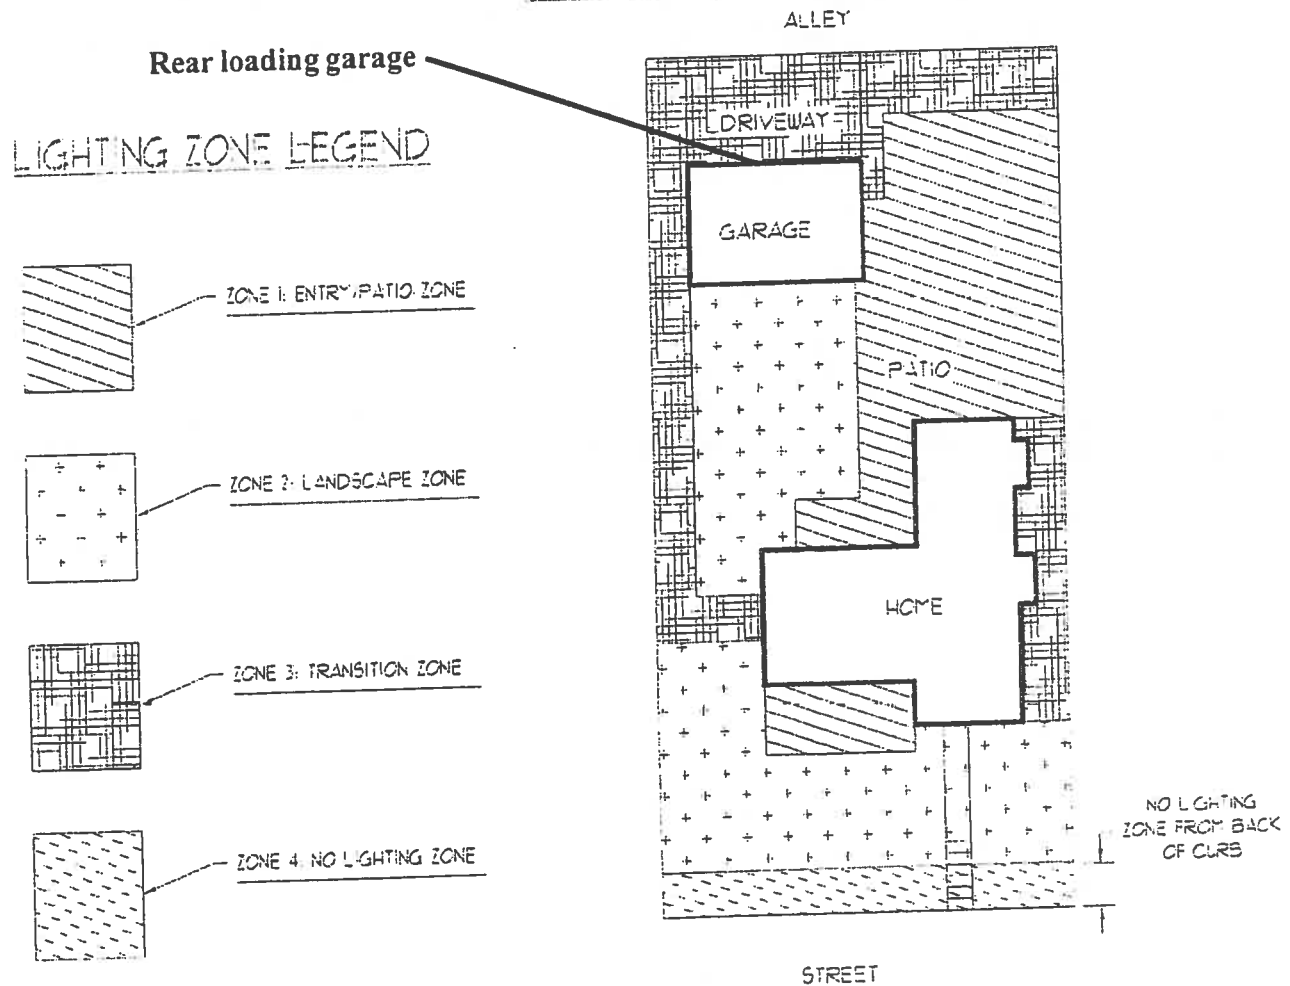 ALLEY
Rear loading garage
DRIVEWAY
LIGHTING ZONE LEGEND
GARAGE
ZONE 1: ENTRY/PATIO ZONE
PATIO
ZONE 2: LANDSCAPE ZONE
HOME
ZONE 3: TRANSITION ZONE
NO LIGHTING
ZONE FROM BACK
OF CURB
ZONE 4: NO LIGHTING ZONE
STREET